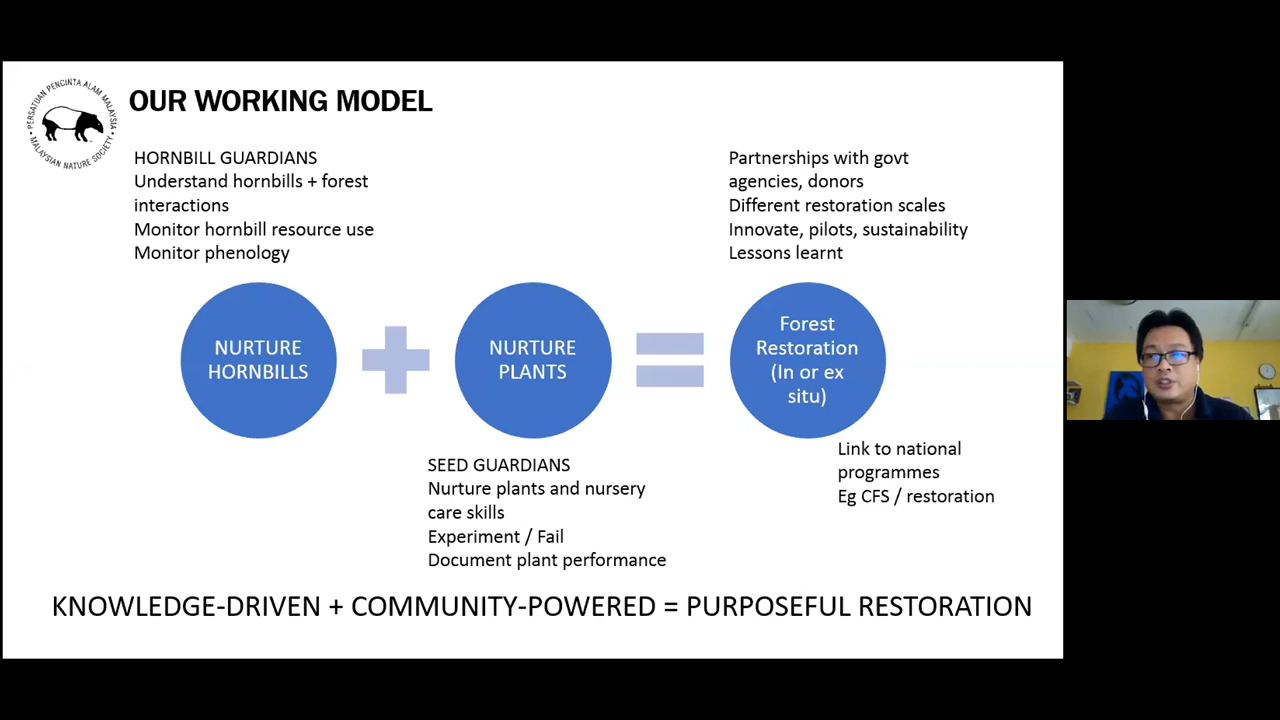 PERSATUAN PENCINTA ALAM MALAYSIA
MALAYSIAN NATURE SOCIETY
OUR WORKING MODEL
HORNBILL GUARDIANS
Understand hornbills + forest
interactions
Monitor hornbill resource use
Monitor phenology
Partnerships with govt
agencies, donors
Different restoration scales
Innovate, pilots, sustainability
Lessons learnt
NURTURE
HORNBILLS
NURTURE
PLANTS
Forest
Restoration
(In or ex
situ)
Link to national
programmes
Eg CFS / restoration
SEED GUARDIANS
Nurture plants and nursery
care skills
Experiment / Fail
Document plant performance
KNOWLEDGE-DRIVEN + COMMUNITY-POWERED = PURPOSEFUL RESTORATION